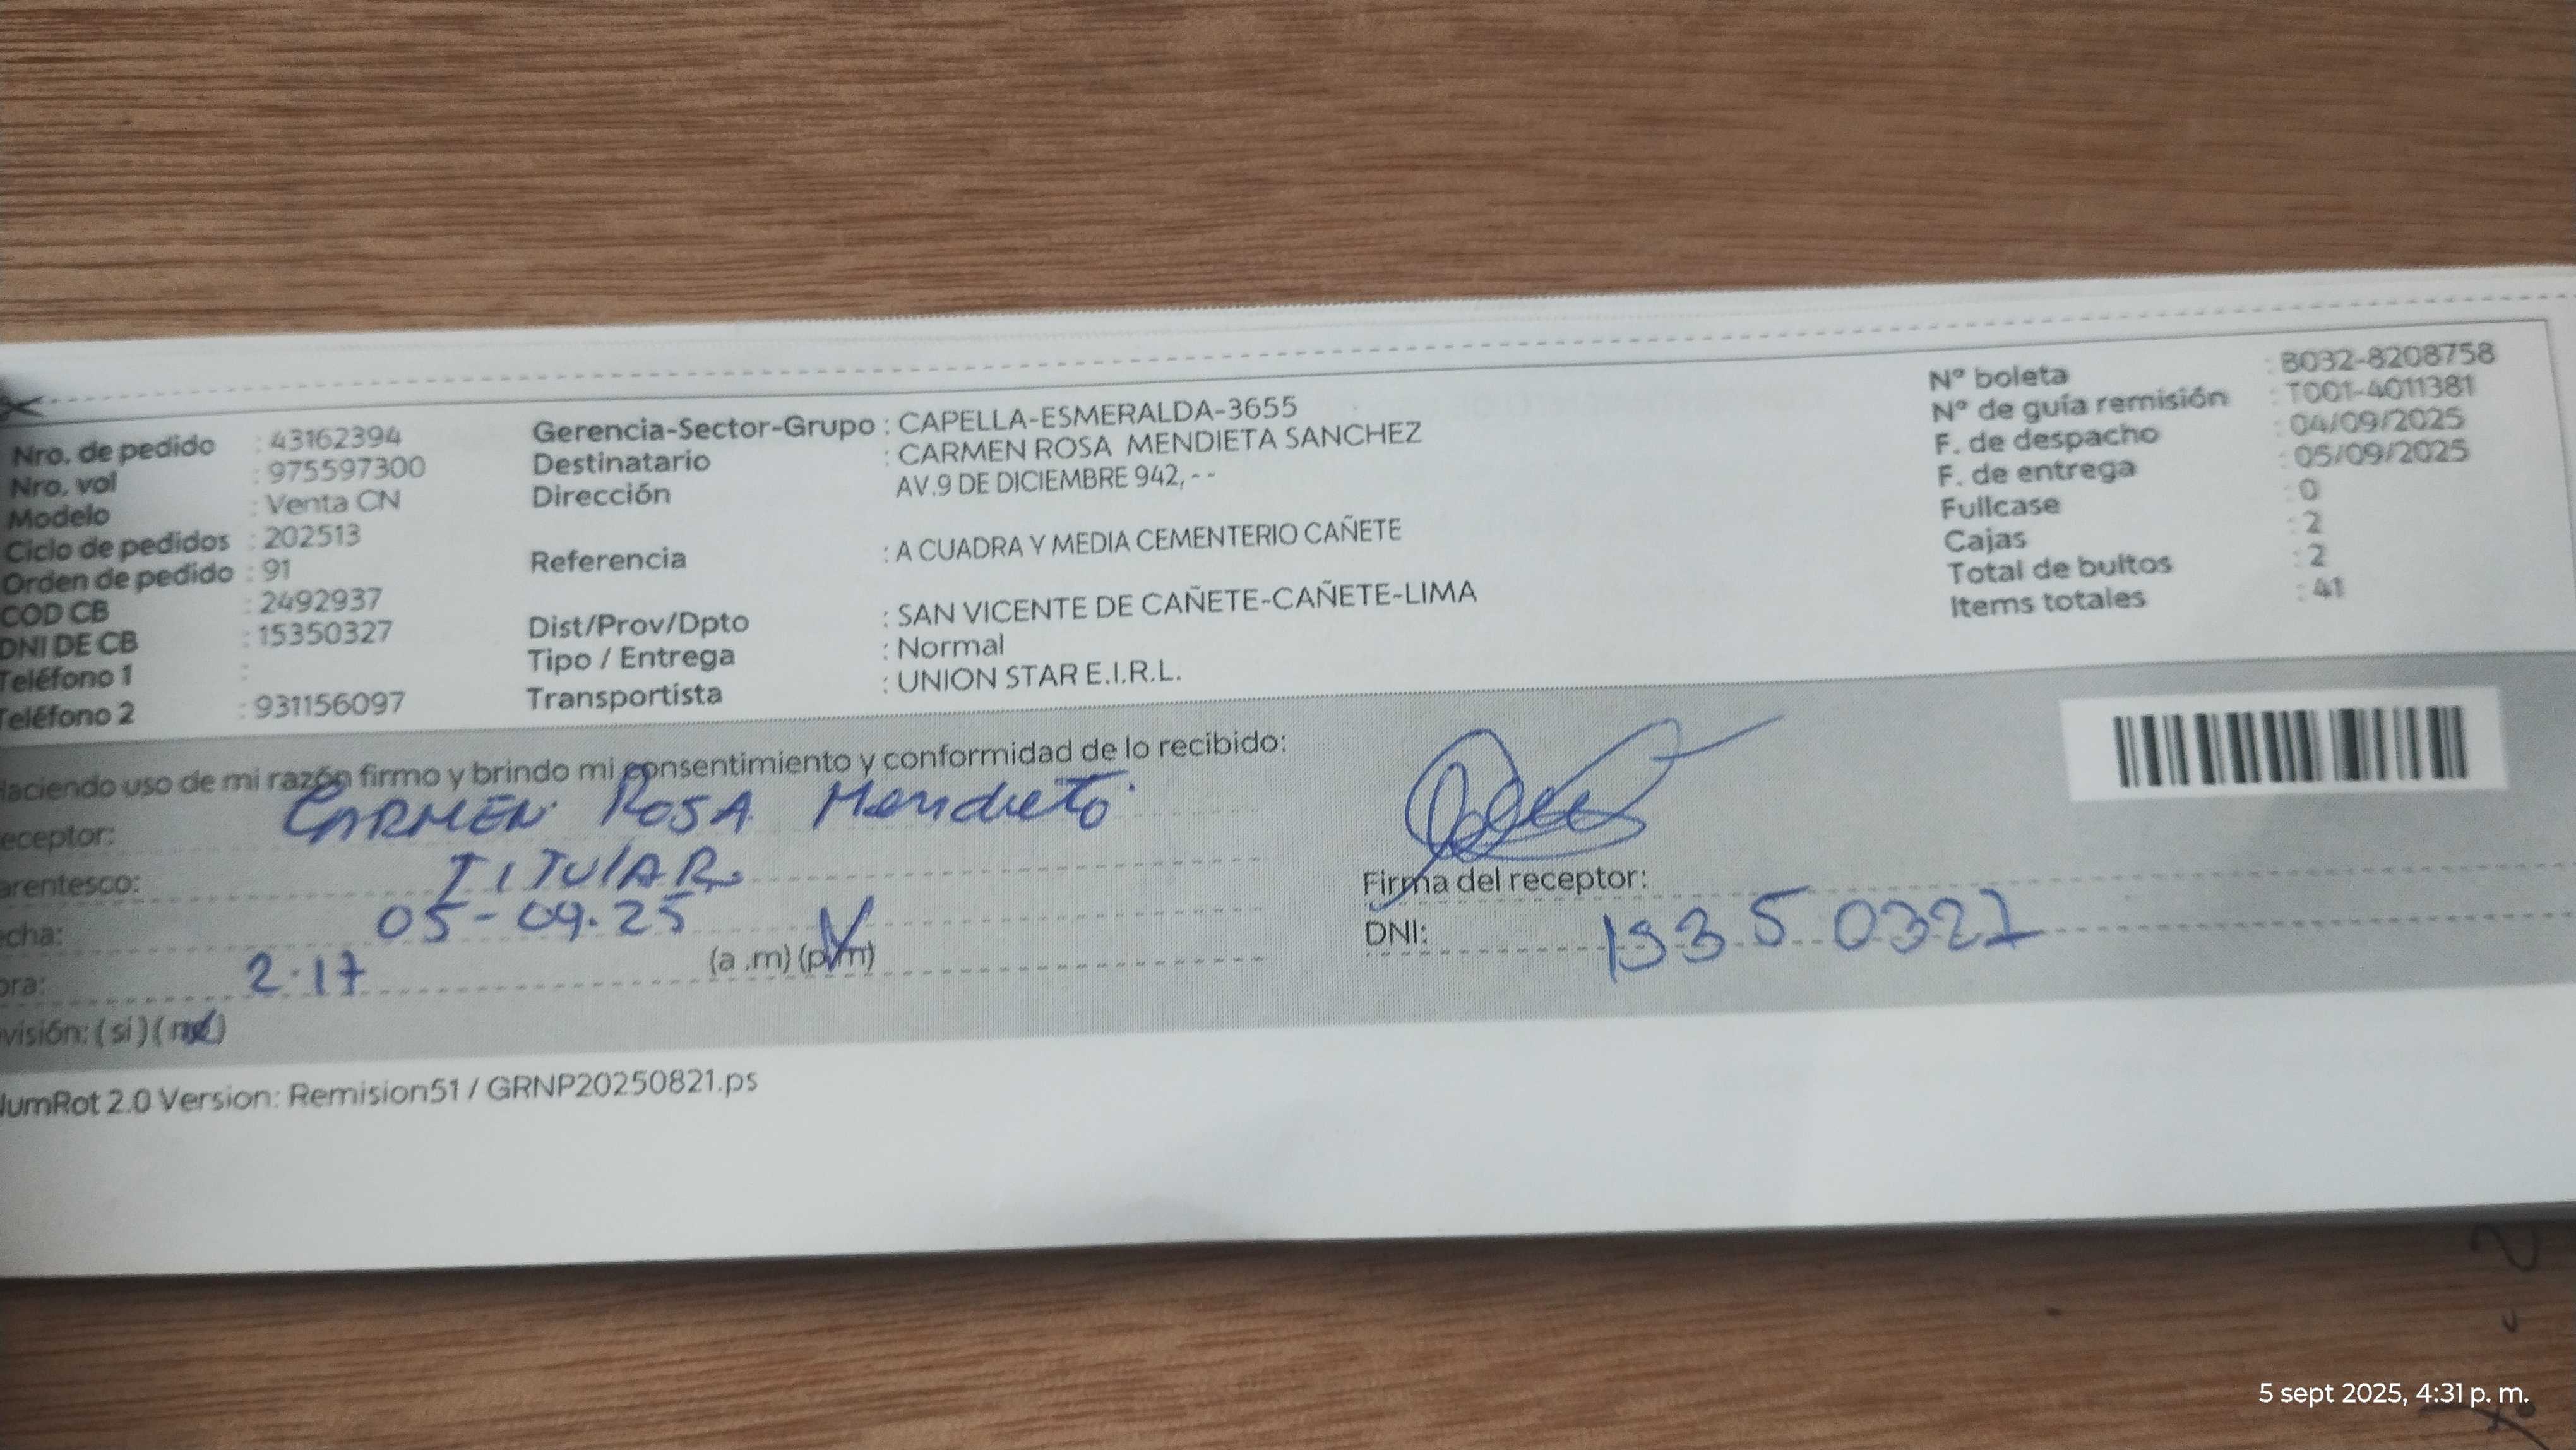 Nro. de pedido : 43162394
Nro. vol : 975597300
Modelo : Venta CN
Ciclo de pedidos : 202513
Orden de pedido : 91
COD CB : 2492937
DNI DE CB : 15350327
Teléfono 1 :
Teléfono 2 : 931156097
Gerencia-Sector-Grupo : CAPELLA-ESMERALDA-3655
Destinatario : CARMEN ROSA MENDIETA SANCHEZ
Dirección AV.9 DE DICIEMBRE 942, - -
Referencia : A CUADRA Y MEDIA CEMENTERIO CAÑETE
Dist/Prov/Dpto : SAN VICENTE DE CAÑETE-CAÑETE-LIMA
Tipo / Entrega : Normal
Transportista : UNION STAR E.I.R.L.
N° boleta : B032-8208758
N° de guía remisión : T001-4011381
F. de despacho : 04/09/2025
F. de entrega : 05/09/2025
Fullcase : 0
Cajas : 2
Total de bultos : 2
Items totales : 41
Haciendo uso de mi razón firmo y brindo mi consentimiento y conformidad de lo recibido:
eceptor: CARMEN ROSA Mendieta
arentesco: TITULAR
echa: 05-09.25
ora: 2:17 (a .m) (p.m)
visión: ( si ) ( no )
Firma del receptor:
DNI: 15350327
NumRot 2.0 Version: Remision51 / GRNP20250821.ps
5 sept 2025, 4:31 p. m.